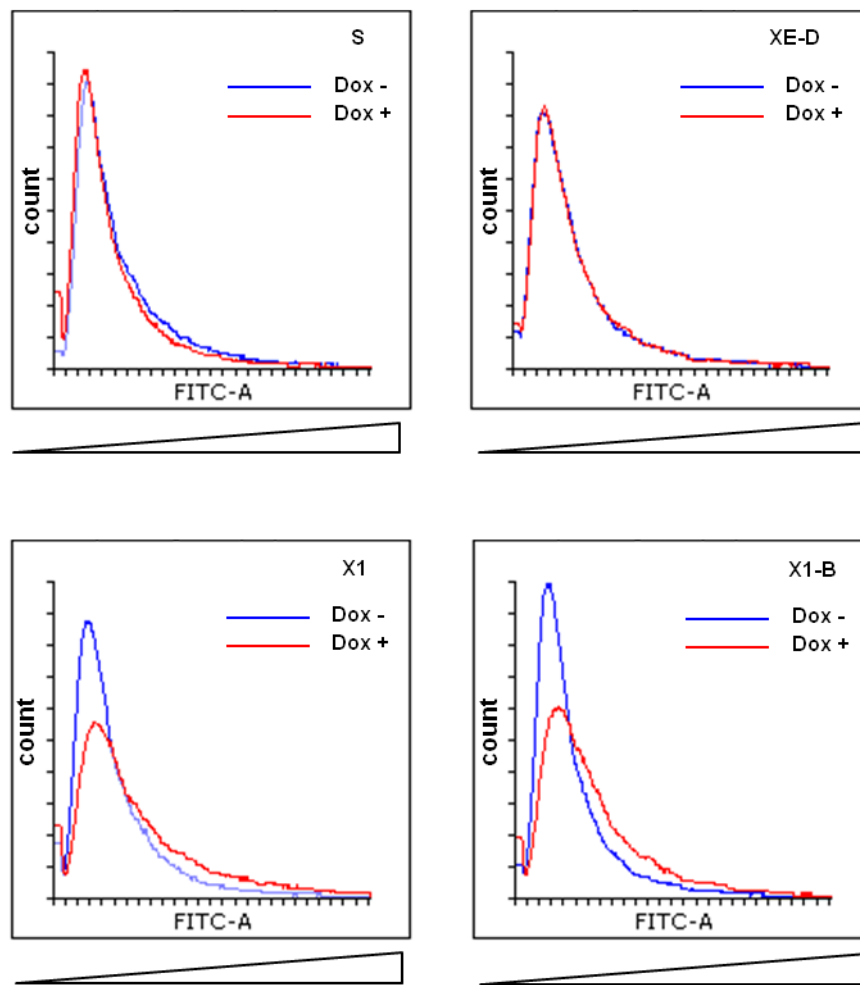 S
Dox -
Dox +
count
FITC-A
XE-D
Dox -
Dox +
count
FITC-A
X1
Dox -
Dox +
count
FITC-A
X1-B
Dox -
Dox +
count
FITC-A